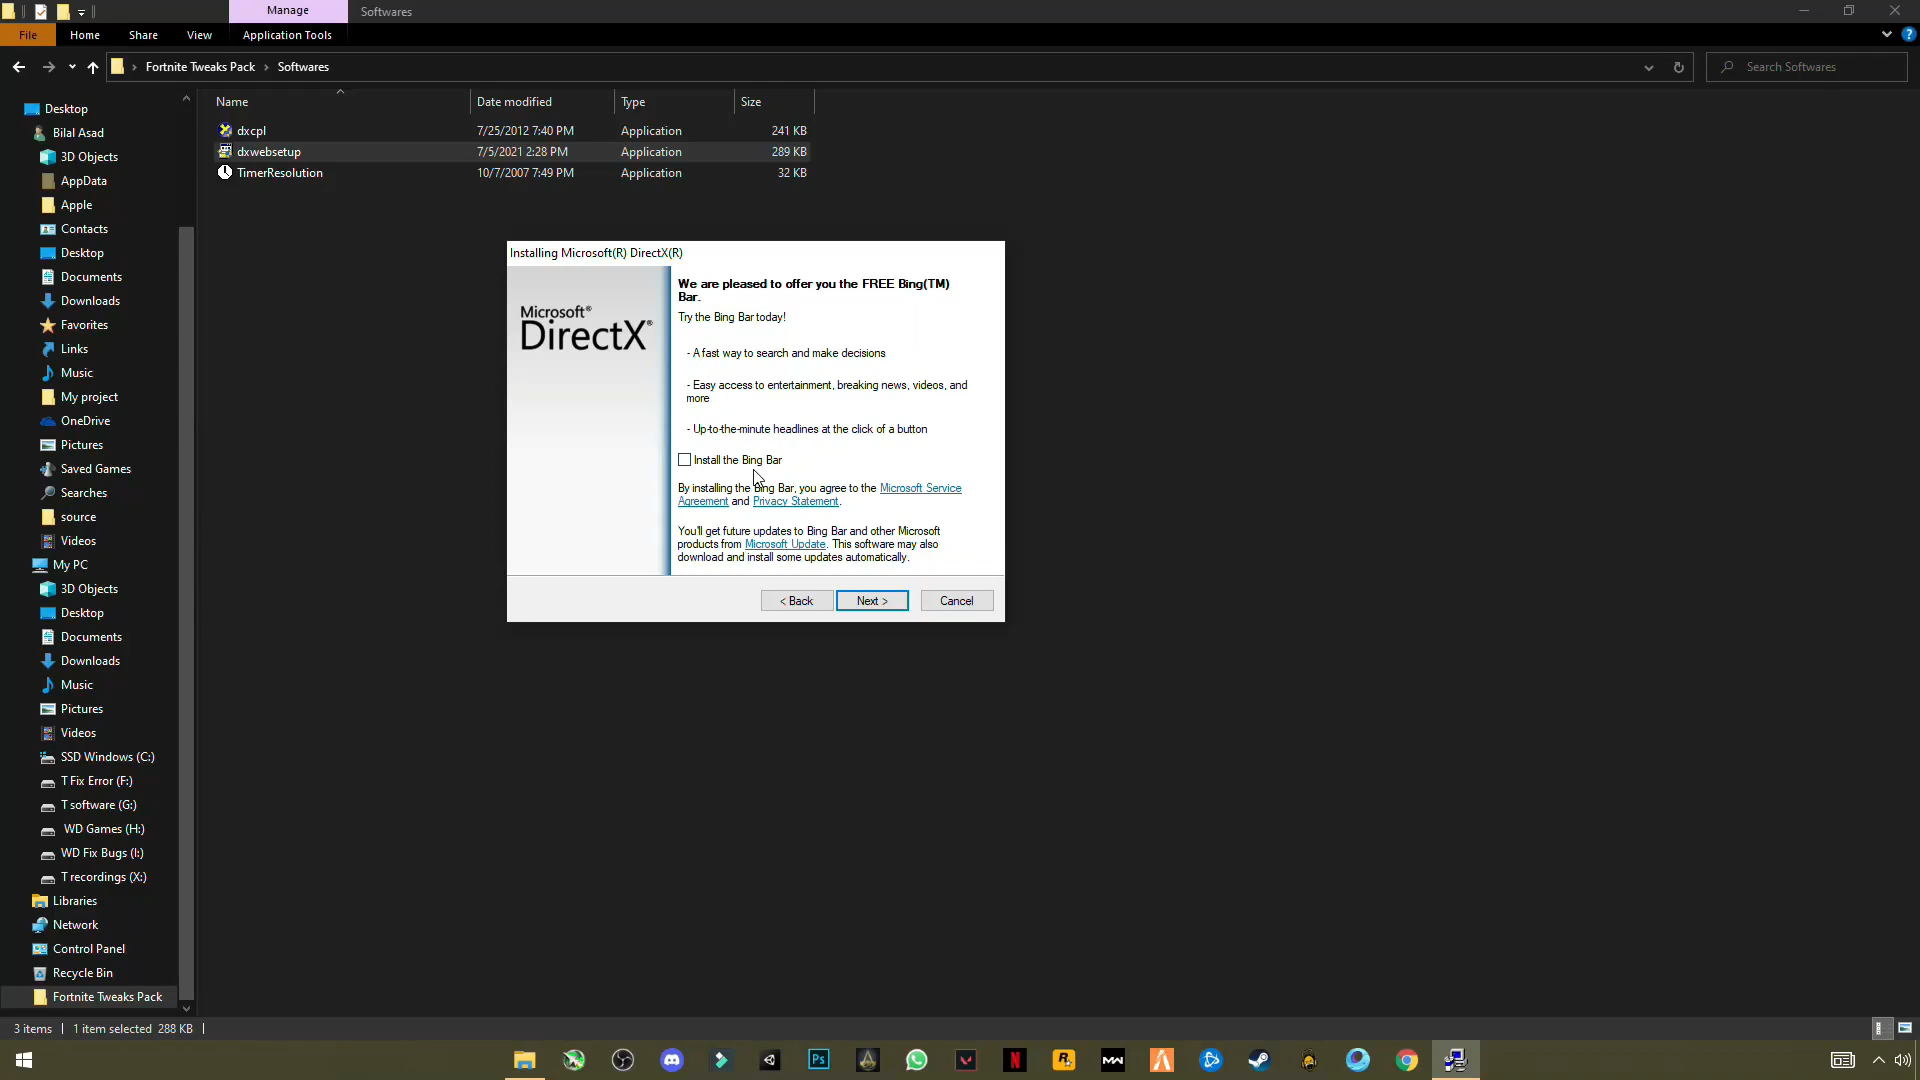 Manage
Softwares
File
Home
Share
View
Application Tools
Fortnite Tweaks Pack
Softwares
Search Softwares
Name
Date modified
Type
Size
dxcpl
7/25/2012 7:40 PM
Application
241 KB
dxwebsetup
7/5/2021 2:28 PM
Application
289 KB
TimerResolution
10/7/2007 7:49 PM
Application
32 KB
Desktop
Bilal Asad
3D Objects
AppData
Apple
Contacts
Desktop
Documents
Downloads
Favorites
Links
Music
My project
OneDrive
Pictures
Saved Games
Searches
source
Videos
My PC
3D Objects
Desktop
Documents
Downloads
Music
Pictures
Videos
SSD Windows (C:)
T Fix Error (F:)
T software (G:)
WD Games (H:)
WD Fix Bugs (I:)
T recordings (X:)
Libraries
Network
Control Panel
Recycle Bin
Fortnite Tweaks Pack
Installing Microsoft(R) DirectX(R)
Microsoft®
DirectX®
We are pleased to offer you the FREE Bing(TM)
Bar.
Try the Bing Bar today!
- A fast way to search and make decisions
- Easy access to entertainment, breaking news, videos, and
more
- Up-to-the-minute headlines at the click of a button
Install the Bing Bar
By installing the Bing Bar, you agree to the Microsoft Service
Agreement and Privacy Statement.
You'll get future updates to Bing Bar and other Microsoft
products from Microsoft Update. This software may also
download and install some updates automatically.
< Back
Next >
Cancel
3 items
1 item selected 288 KB
Ps
N
R
MW